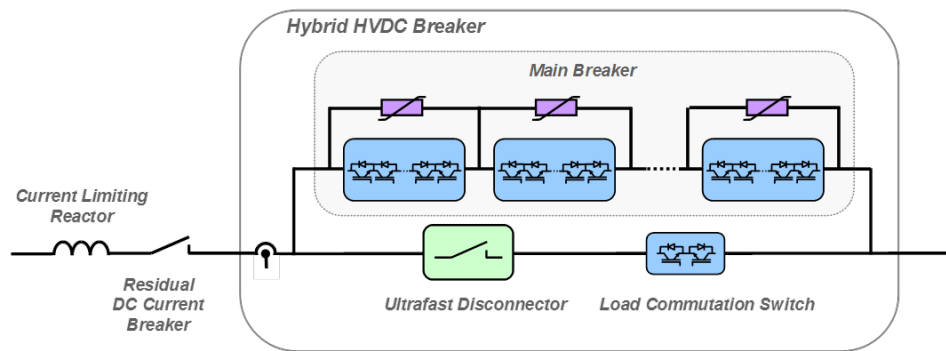 Hybrid HVDC Breaker
Main Breaker
Current Limiting
Reactor
Residual
DC Current
Breaker
Ultrafast Disconnector
Load Commutation Switch